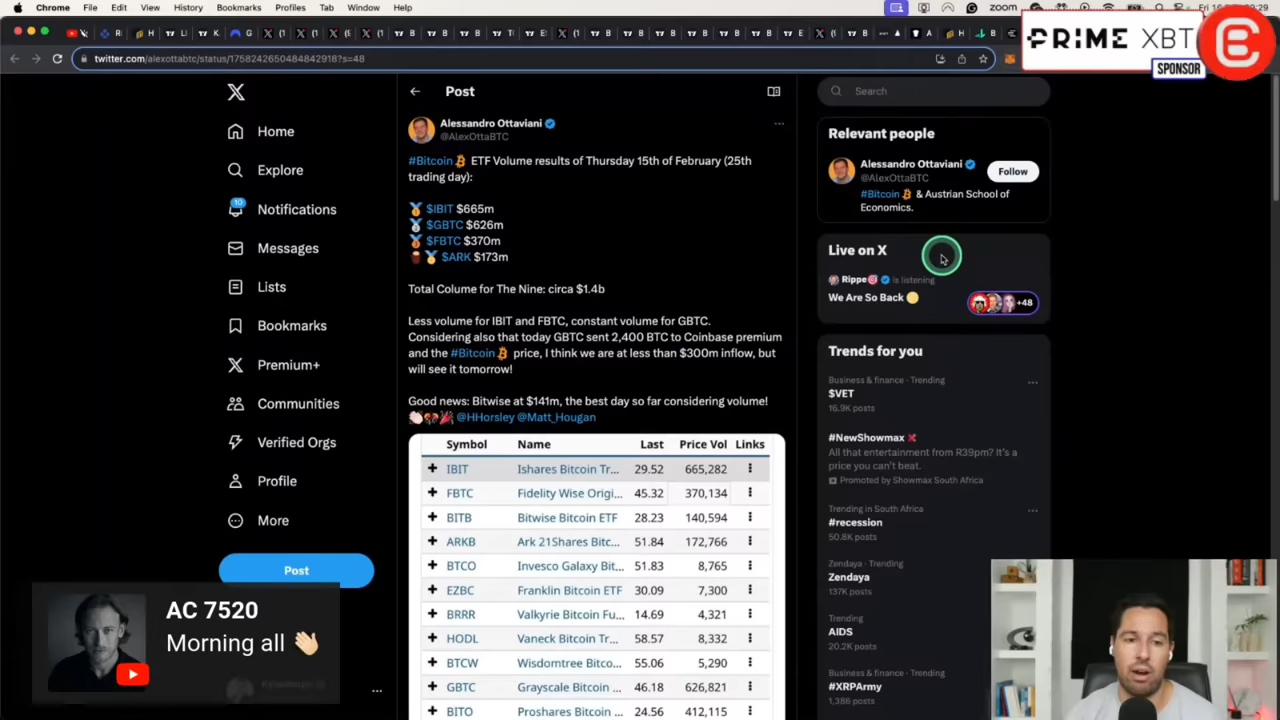 Chrome File Edit View History Bookmarks Profiles Tab Window Help
zoom
PRIME XBT
SPONSOR
twitter.com/alexottabtc/status/1758242650484842918?s=48
Post
Search
Home
Explore
10
Notifications
Messages
Lists
Bookmarks
Premium+
Communities
Verified Orgs
Profile
More
Post
Alessandro Ottaviani
@AlexOttaBTC
#Bitcoin ETF Volume results of Thursday 15th of February (25th
trading day):
🥇 $IBIT $665m
🥈 $GBTC $626m
🥉 $FBTC $370m
🥇 $ARK $173m
Total Colume for The Nine: circa $1.4b
Less volume for IBIT and FBTC, constant volume for GBTC.
Considering also that today GBTC sent 2,400 BTC to Coinbase premium
and the #Bitcoin price, I think we are at less than $300m inflow, but
will see it tomorrow!
Good news: Bitwise at $141m, the best day so far considering volume!
@HHorsley @Matt_Hougan
Symbol Name Last Price Vol Links
IBIT Ishares Bitcoin Tr... 29.52 665,282
FBTC Fidelity Wise Origi... 45.32 370,134
BITB Bitwise Bitcoin ETF 28.23 140,594
ARKB Ark 21Shares Bitc... 51.84 172,766
BTCO Invesco Galaxy Bit... 51.83 8,765
EZBC Franklin Bitcoin ETF 30.09 7,300
BRRR Valkyrie Bitcoin Fu... 14.69 4,321
HODL Vaneck Bitcoin Tr... 58.57 8,332
BTCW Wisdomtree Bitco... 55.06 5,290
GBTC Grayscale Bitcoin ... 46.18 626,821
BITO Proshares Bitcoin ... 24.56 412,115
Relevant people
Alessandro Ottaviani
@AlexOttaBTC
Follow
#Bitcoin & Austrian School of
Economics.
Live on X
Rippe is listening
We Are So Back
+48
Trends for you
Business & finance · Trending
$VET
16.9K posts
#NewShowmax
All that entertainment from R39pm? It's a
price you can't beat.
Promoted by Showmax South Africa
Trending in South Africa
#recession
50.8K posts
Zendaya · Trending
Zendaya
137K posts
Trending
AIDS
20.2K posts
Business & finance · Trending
#XRPArmy
1,386 posts
AC 7520
Morning all 👋🏻